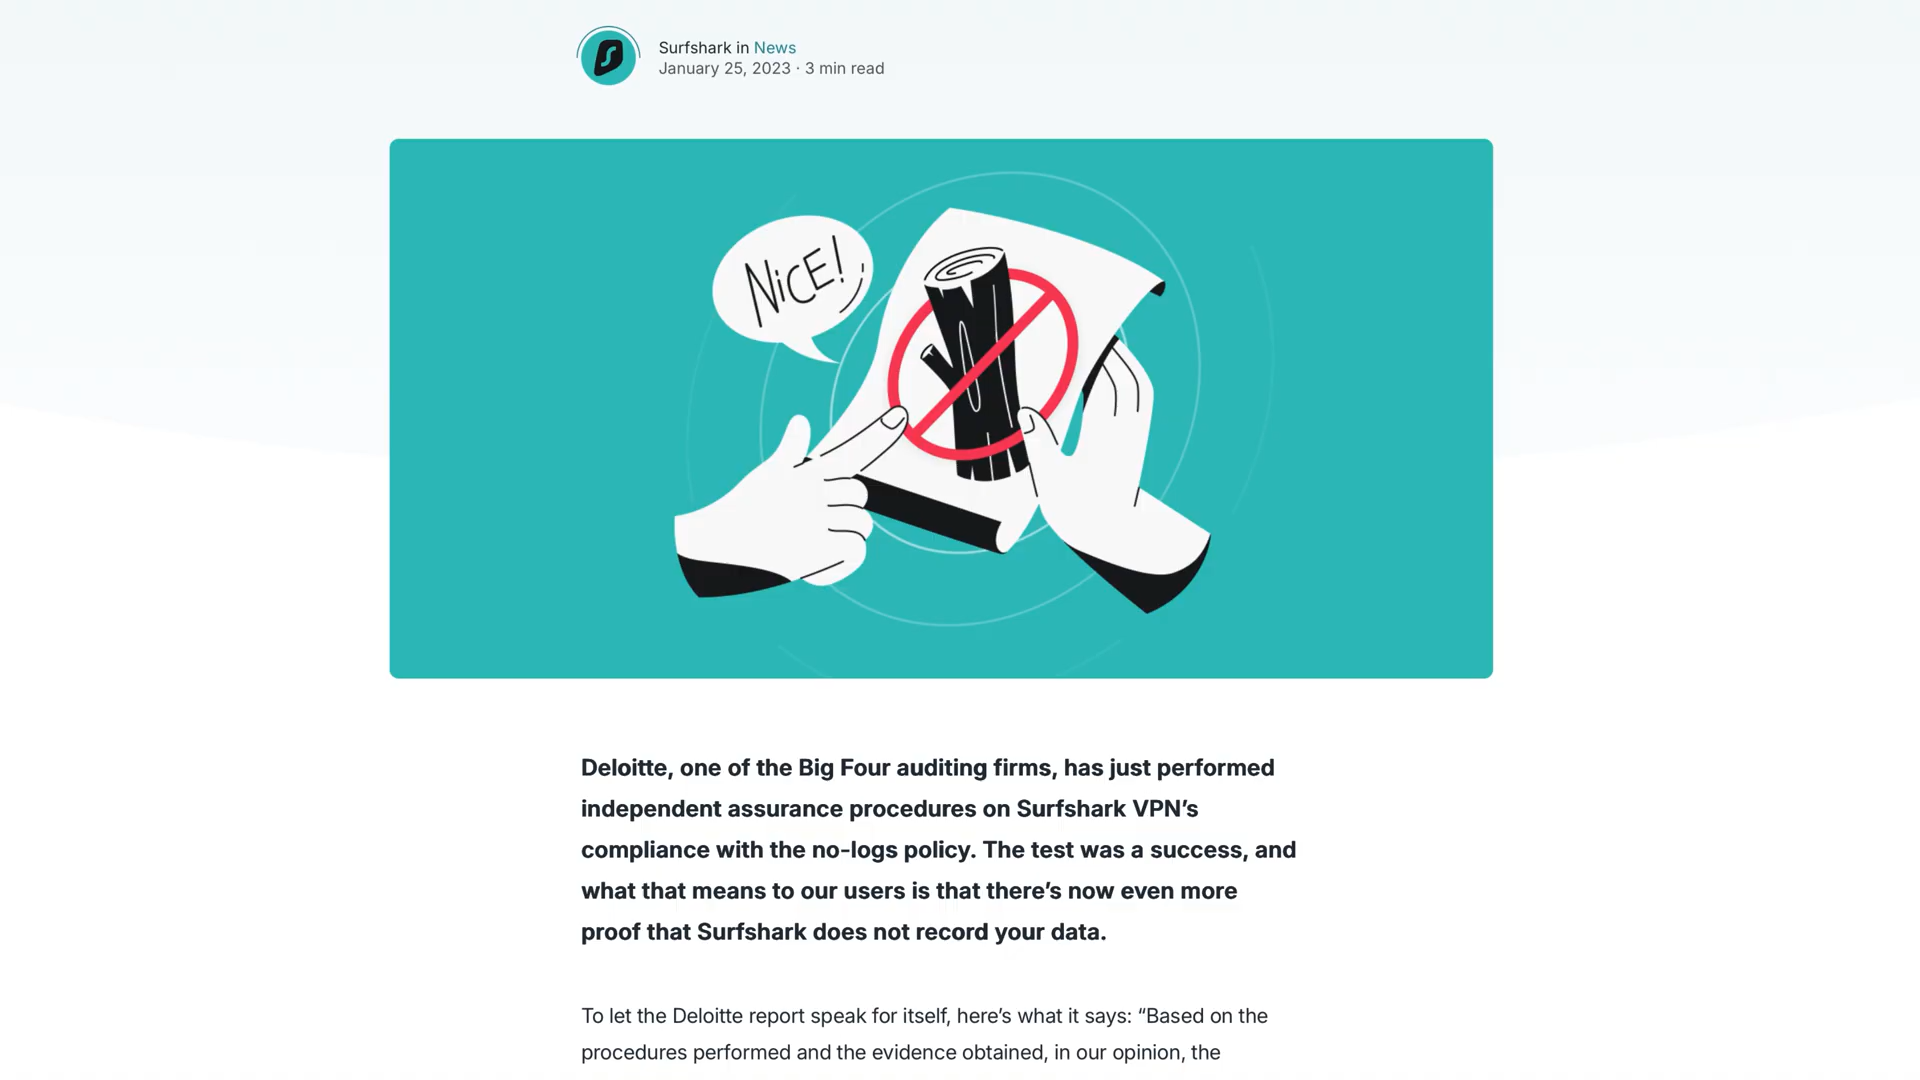 Surfshark in News
January 25, 2023 · 3 min read
NiCE!
Deloitte, one of the Big Four auditing firms, has just performed
independent assurance procedures on Surfshark VPN’s
compliance with the no-logs policy. The test was a success, and
what that means to our users is that there’s now even more
proof that Surfshark does not record your data.
To let the Deloitte report speak for itself, here’s what it says: “Based on the
procedures performed and the evidence obtained, in our opinion, the